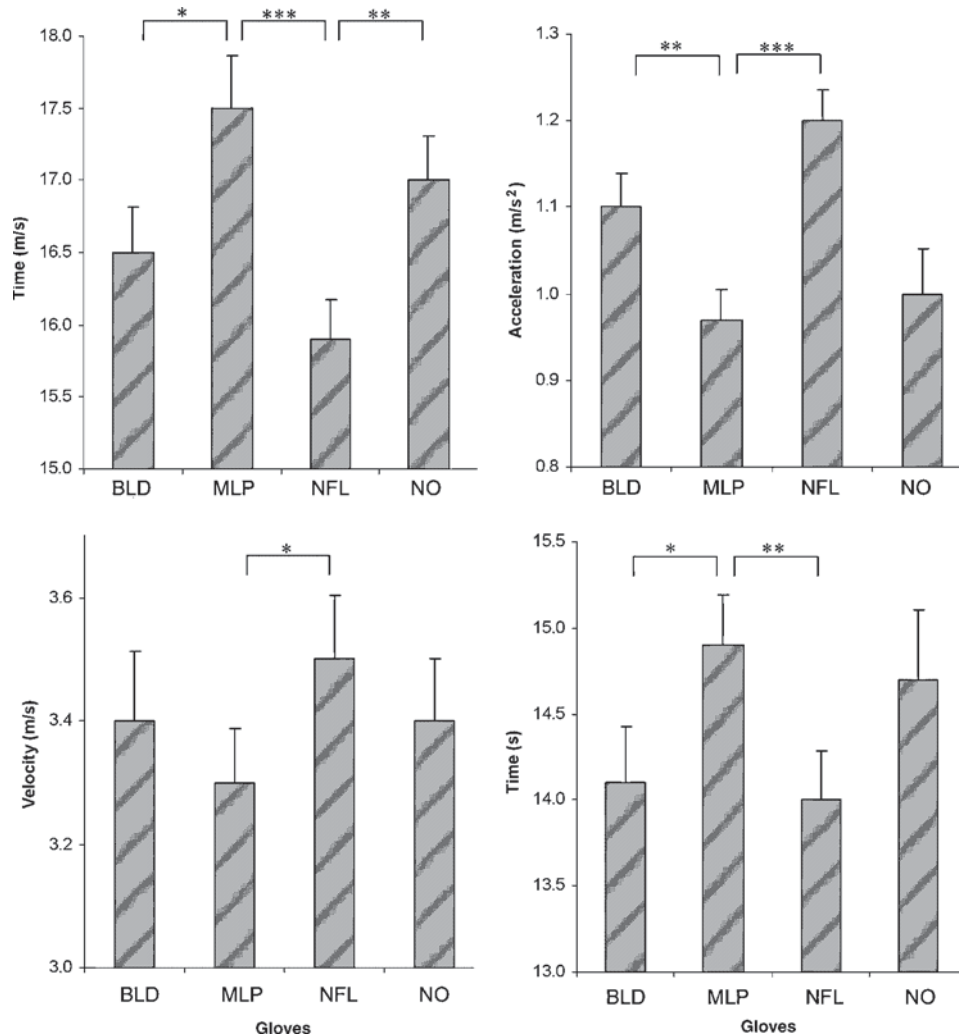 * *** **
18.0
17.5
17.0
16.5
16.0
15.5
15.0
Time (m/s)
BLD MLP NFL NO
** ***
1.3
1.2
1.1
1.0
0.9
0.8
Acceleration (m/s²)
BLD MLP NFL NO
*
3.6
3.4
3.2
3.0
Velocity (m/s)
BLD MLP NFL NO
Gloves
* **
15.5
15.0
14.5
14.0
13.5
13.0
Time (s)
BLD MLP NFL NO
Gloves